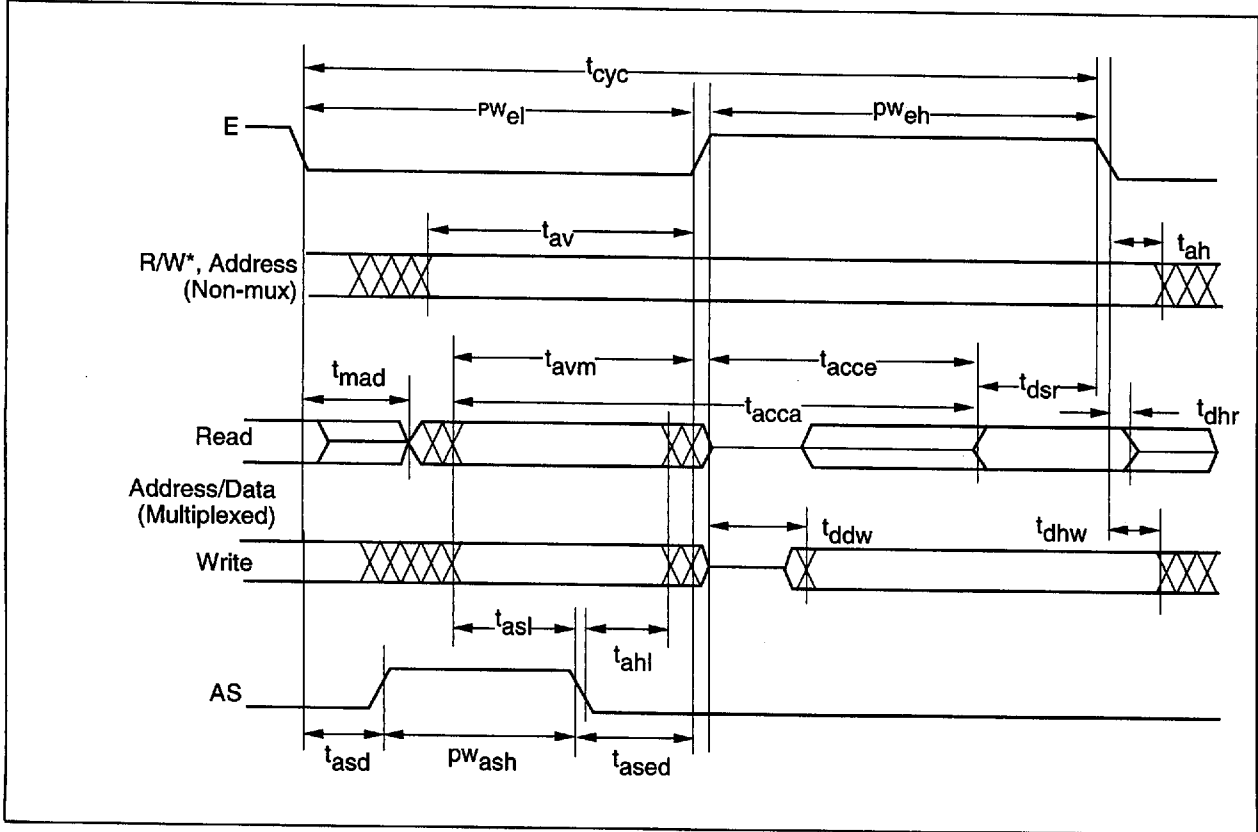 tcyc
PWel
PWeh
E
tav
tah
R/W*, Address
(Non-mux)
tavm
tacce
tmad
tdsr
tacca
tdhr
Read
Address/Data
(Multiplexed)
tddw
tdhw
Write
tasl
tahl
AS
tasd
PWash
tased